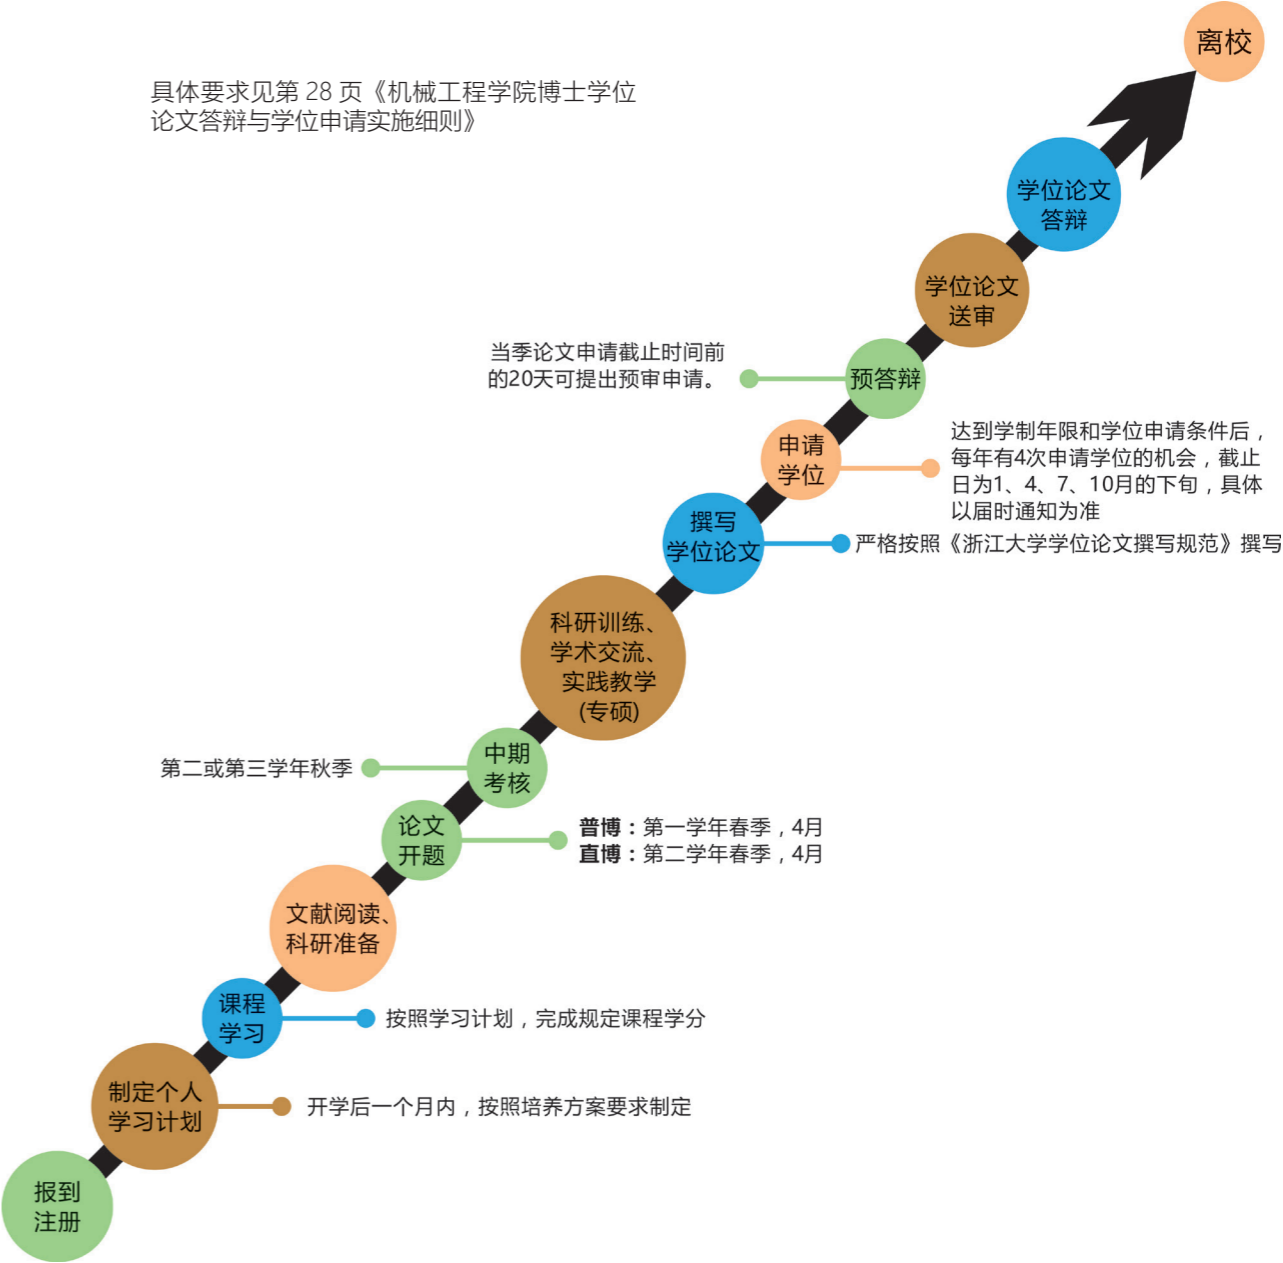 离校
具体要求见第 28 页《机械工程学院博士学位
论文答辩与学位申请实施细则》
学位论文
答辩
学位论文
送审
当季论文申请截止时间前
的20天可提出预审申请。
预答辩
申请
学位
达到学制年限和学位申请条件后，
每年有4次申请学位的机会，截止
日为1、4、7、10月的下旬，具体
以届时通知为准
撰写
学位论文
严格按照《浙江大学学位论文撰写规范》撰写
科研训练、
学术交流、
实践教学
(专硕)
中期
考核
第二或第三学年秋季
论文
开题
普博：第一学年春季，4月
直博：第二学年春季，4月
文献阅读、
科研准备
课程
学习
按照学习计划，完成规定课程学分
制定个人
学习计划
开学后一个月内，按照培养方案要求制定
报到
注册